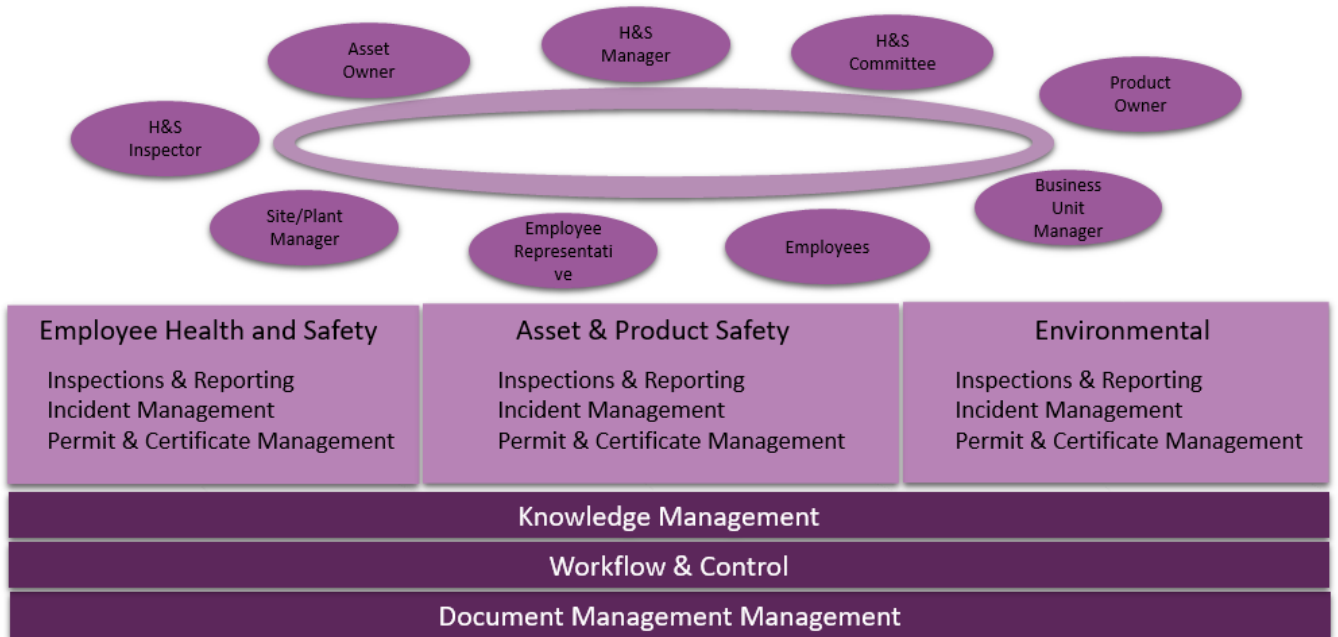 Asset
Owner
H&S
Manager
H&S
Committee
Product
Owner
H&S
Inspector
Business
Unit
Manager
Site/Plant
Manager
Employee
Representati
ve
Employees
Employee Health and Safety
Inspections & Reporting
Incident Management
Permit & Certificate Management
Asset & Product Safety
Inspections & Reporting
Incident Management
Permit & Certificate Management
Environmental
Inspections & Reporting
Incident Management
Permit & Certificate Management
Knowledge Management
Workflow & Control
Document Management Management